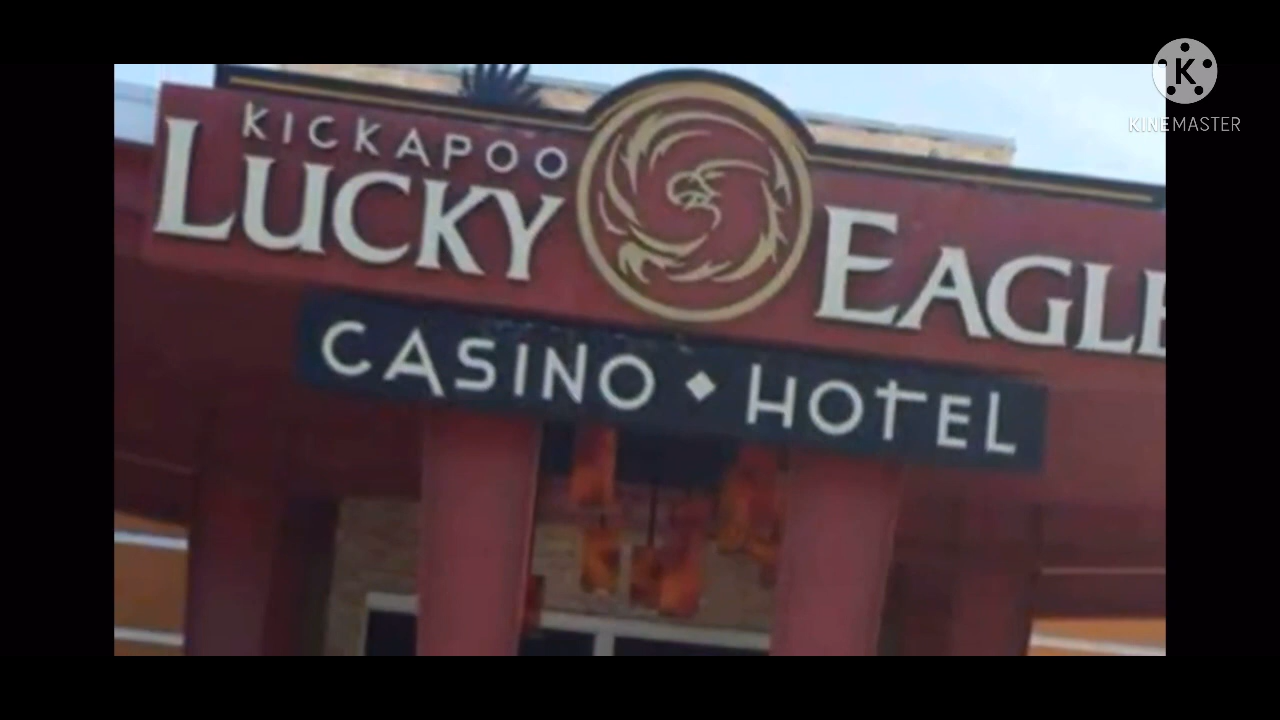 KICKAPOO
LUCKY EAGLE
CASINO ◆ HOTEL
K
KINEMASTER